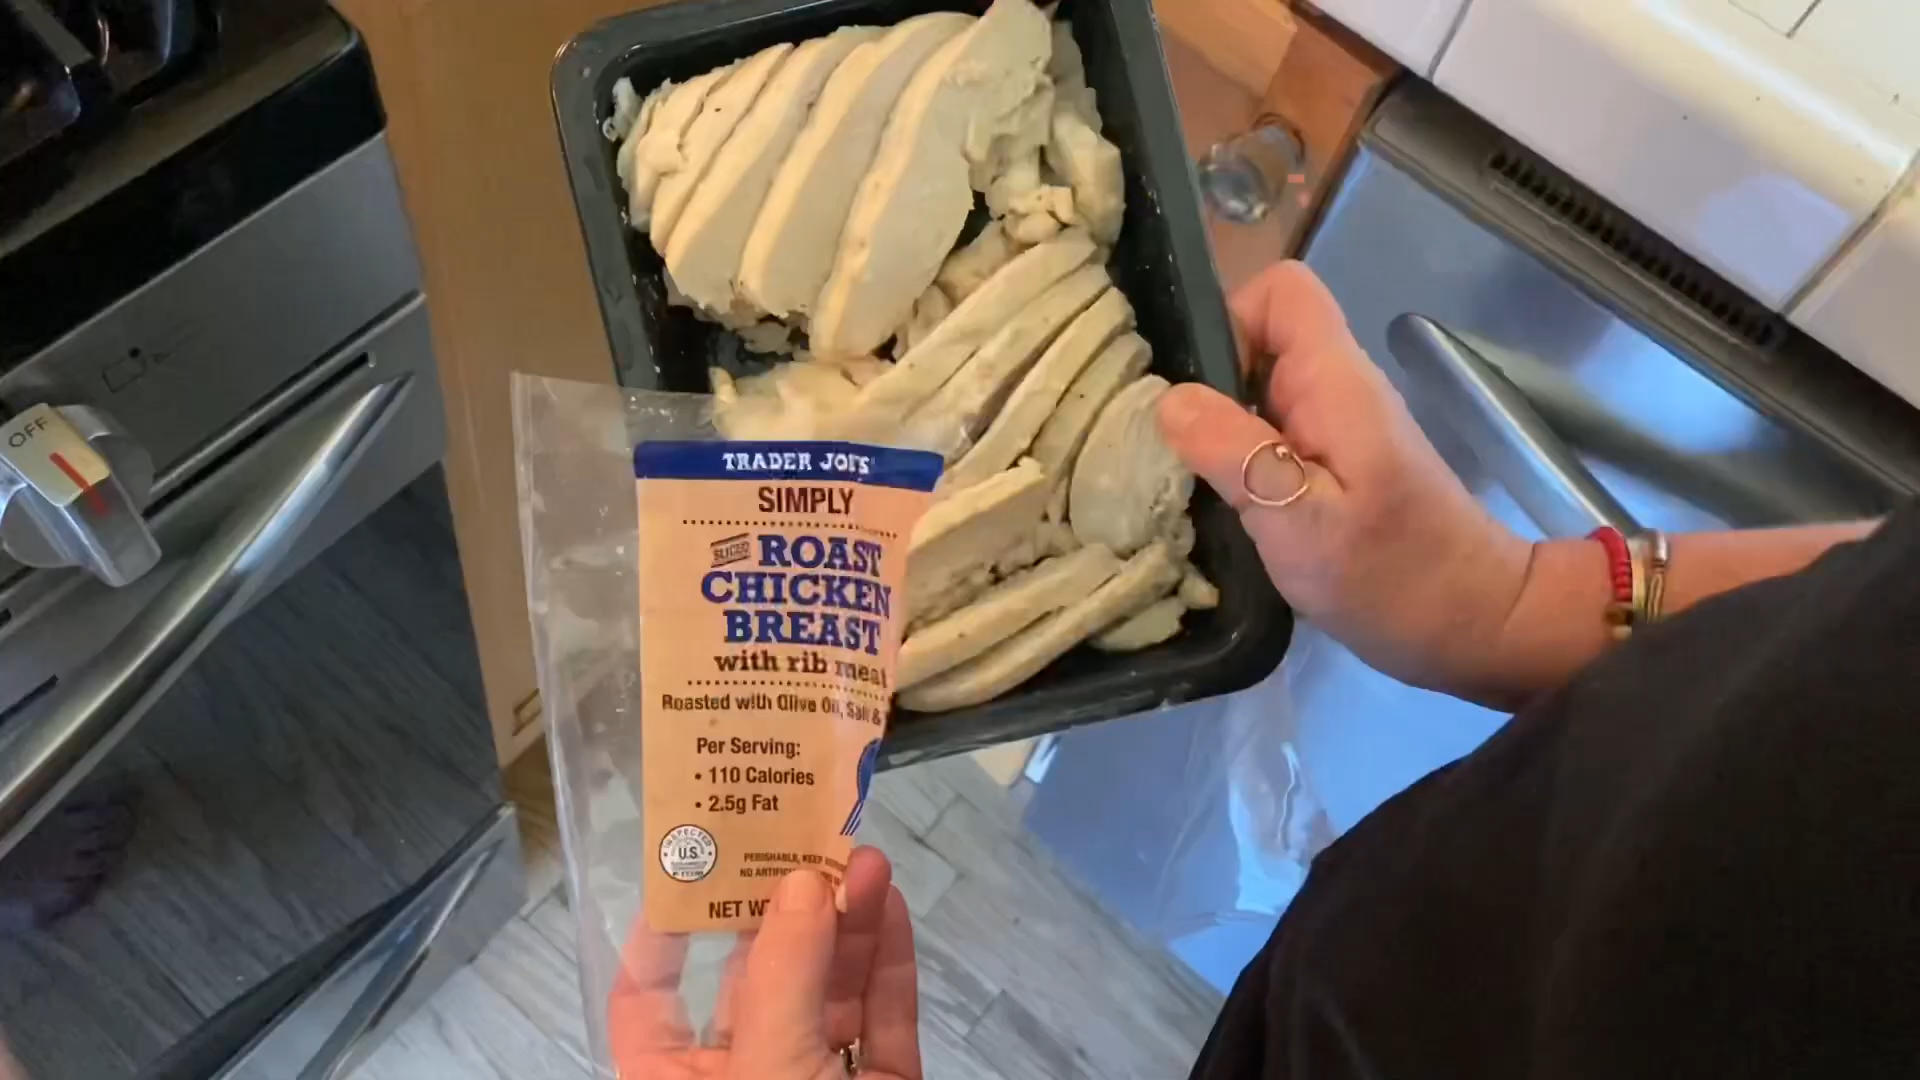 OFF
TRADER JOE'S
SIMPLY
SLICED
ROAST
CHICKEN
BREAST
with rib meat
Roasted with Olive Oil, Salt &
Per Serving:
• 110 Calories
• 2.5g Fat
INSPECTED
U.S.
PERISHABLE, KEEP
NO
NET